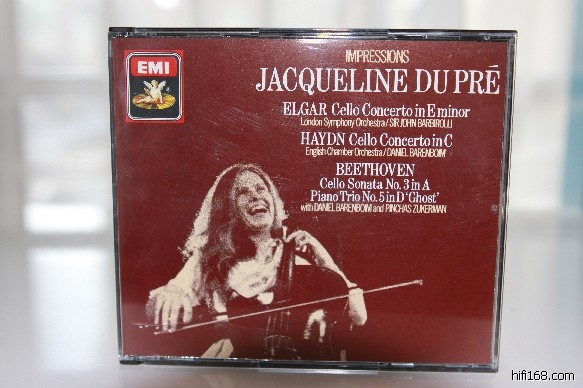 IMPRESSIONS
EMI
JACQUELINE DU PRÉ
ELGAR Cello Concerto in E minor
London Symphony Orchestra/SIR JOHN BARBIROLLI
HAYDN Cello Concerto in C
English Chamber Orchestra/DANIEL BARENBOIM
BEETHOVEN
Cello Sonata No. 3 in A
Piano Trio No. 5 in D 'Ghost'
with DANIEL BARENBOIM and PINCHAS ZUKERMAN
hifi168.com